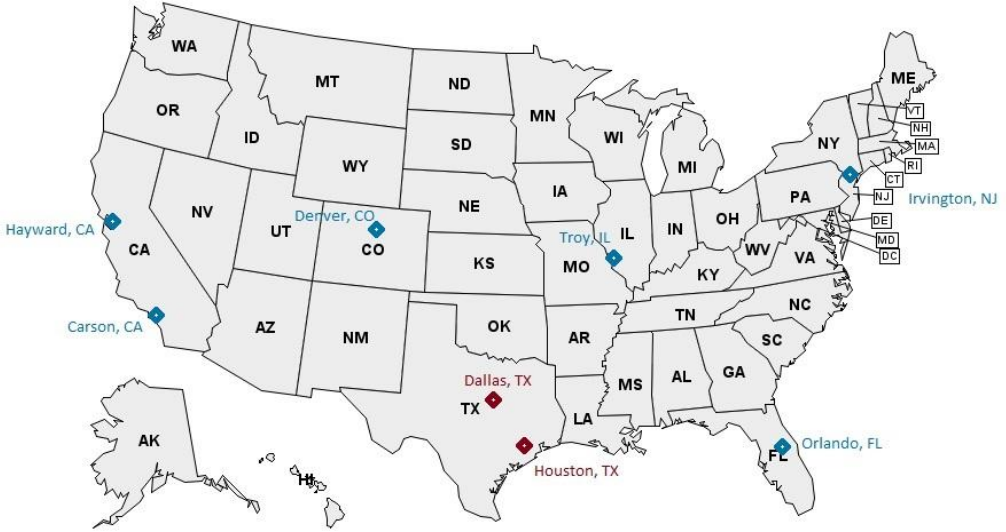 WA
ME
MT
ND
VT
OR
MN
NH
ID
SD
WI
NY
MA
MI
RI
WY
CT
IA
PA
NJ
Irvington, NJ
NE
NV
Denver, CO
OH
IN
DE
Hayward, CA
UT
IL
Troy, IL
MD
CA
CO
WV
DC
KS
MO
VA
KY
NC
TN
Carson, CA
AZ
OK
NM
AR
SC
GA
Dallas, TX
AL
MS
TX
LA
AK
Orlando, FL
FL
Houston, TX
HI